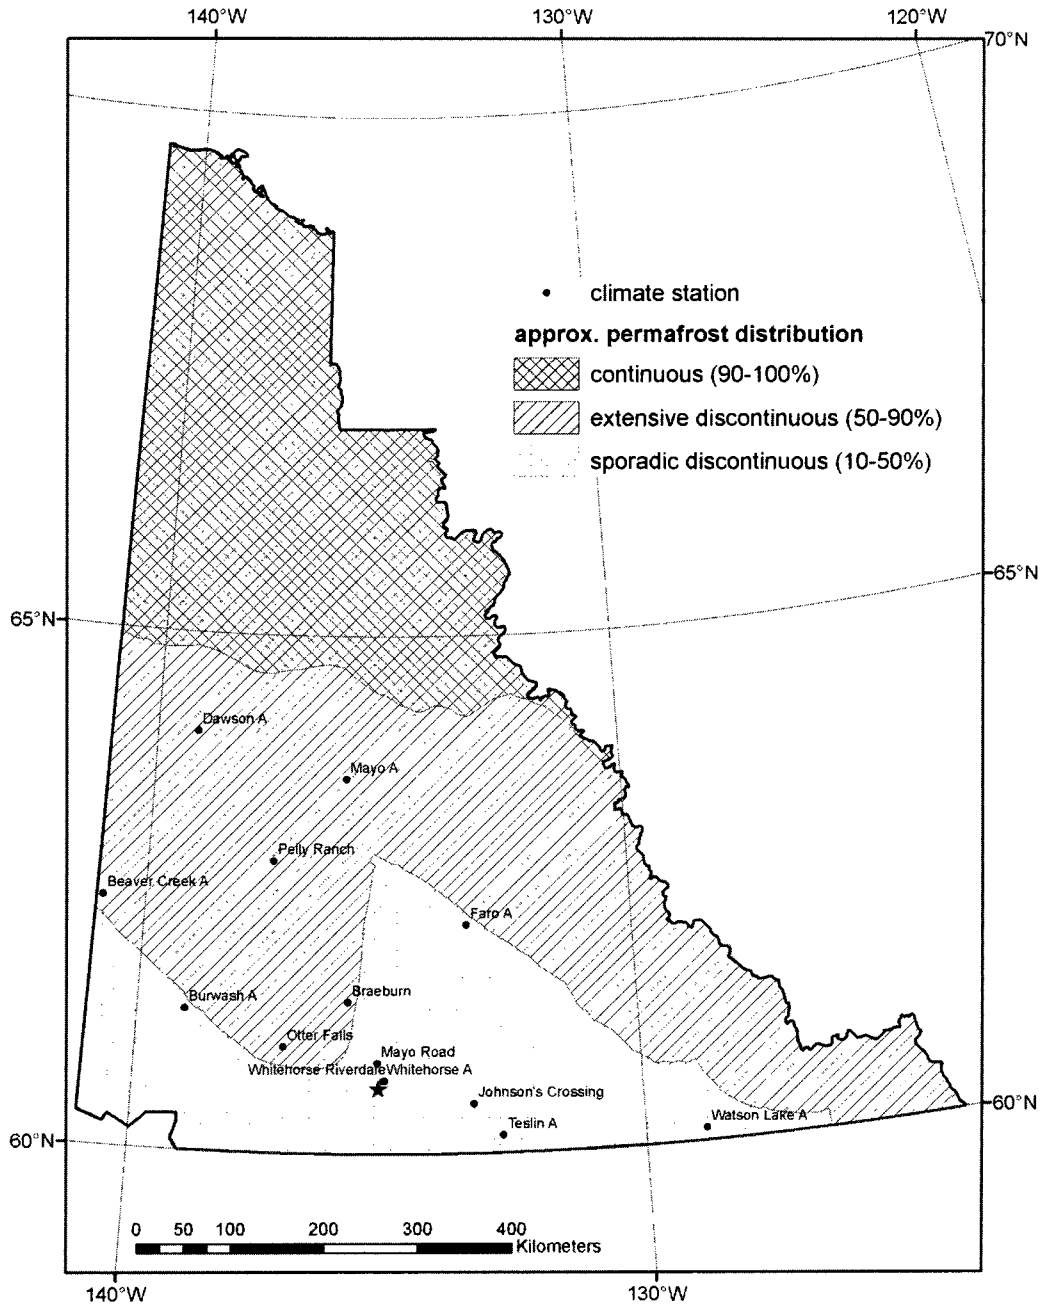 140°W 130°W 120°W
70°N
climate station
approx. permafrost distribution
continuous (90-100%)
extensive discontinuous (50-90%)
sporadic discontinuous (10-50%)
65°N
65°N
Dawson A
Mayo A
Pelly Ranch
Beaver Creek A
Faro A
Braeburn
Burwash A
Otter Falls
Mayo Road
Whitehorse Riverdale Whitehorse A
Johnson's Crossing
Watson Lake A
Teslin A
60°N
60°N
0 50 100 200 300 400
Kilometers
140°W 130°W